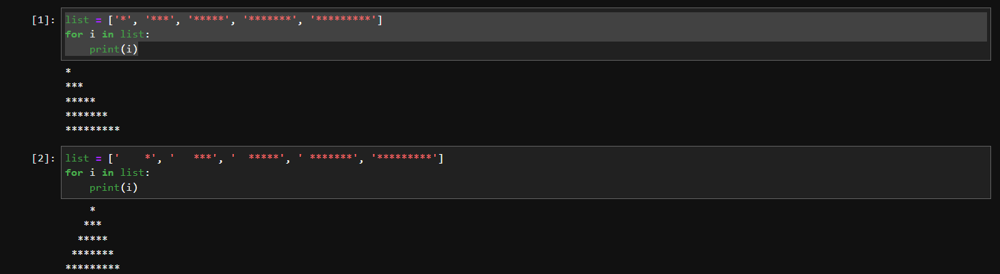 [1]: list = ['*', '***', '*****', '*******', '*********']
for i in list:
    print(i)
*
***
*****
*******
*********
[2]: list = ['    *', '   ***', '  *****', ' *******', '*********']
for i in list:
    print(i)
    *
   ***
  *****
 *******
*********